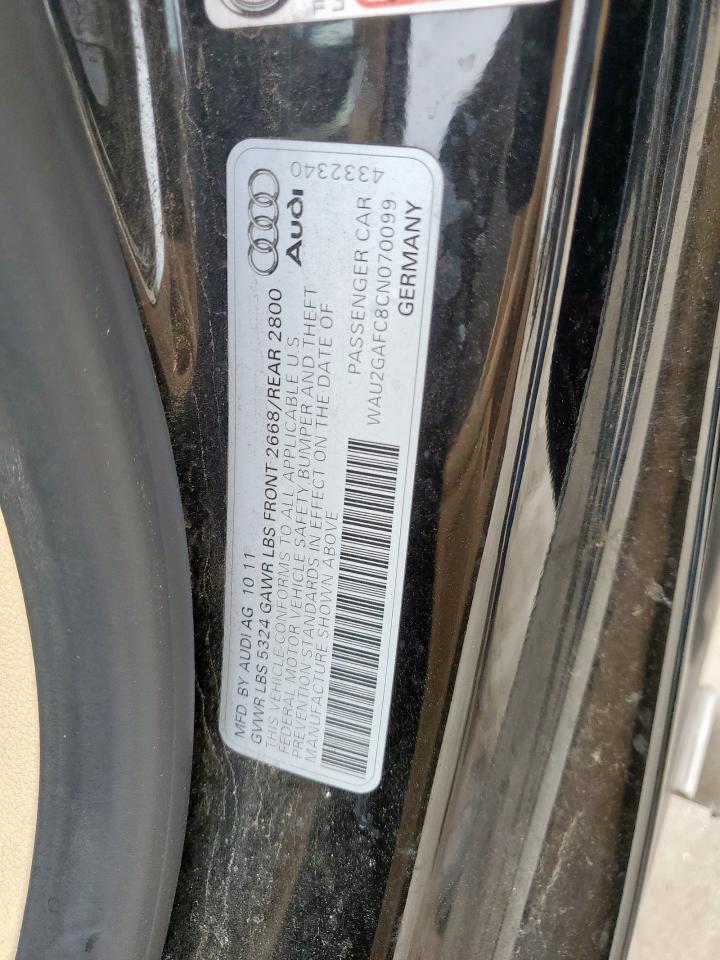 MFD. BY AUDI AG 10 11
GVWR LBS 5324 GAWR LBS FRONT 2668/REAR 2800
THIS VEHICLE CONFORMS TO ALL APPLICABLE U S
FEDERAL MOTOR VEHICLE SAFETY, BUMPER AND THEFT
PREVENTION STANDARDS IN EFFECT ON THE DATE OF
MANUFACTURE SHOWN ABOVE
Audi
4332340
PASSENGER CAR
WAU2GAFC8CN070099
GERMANY